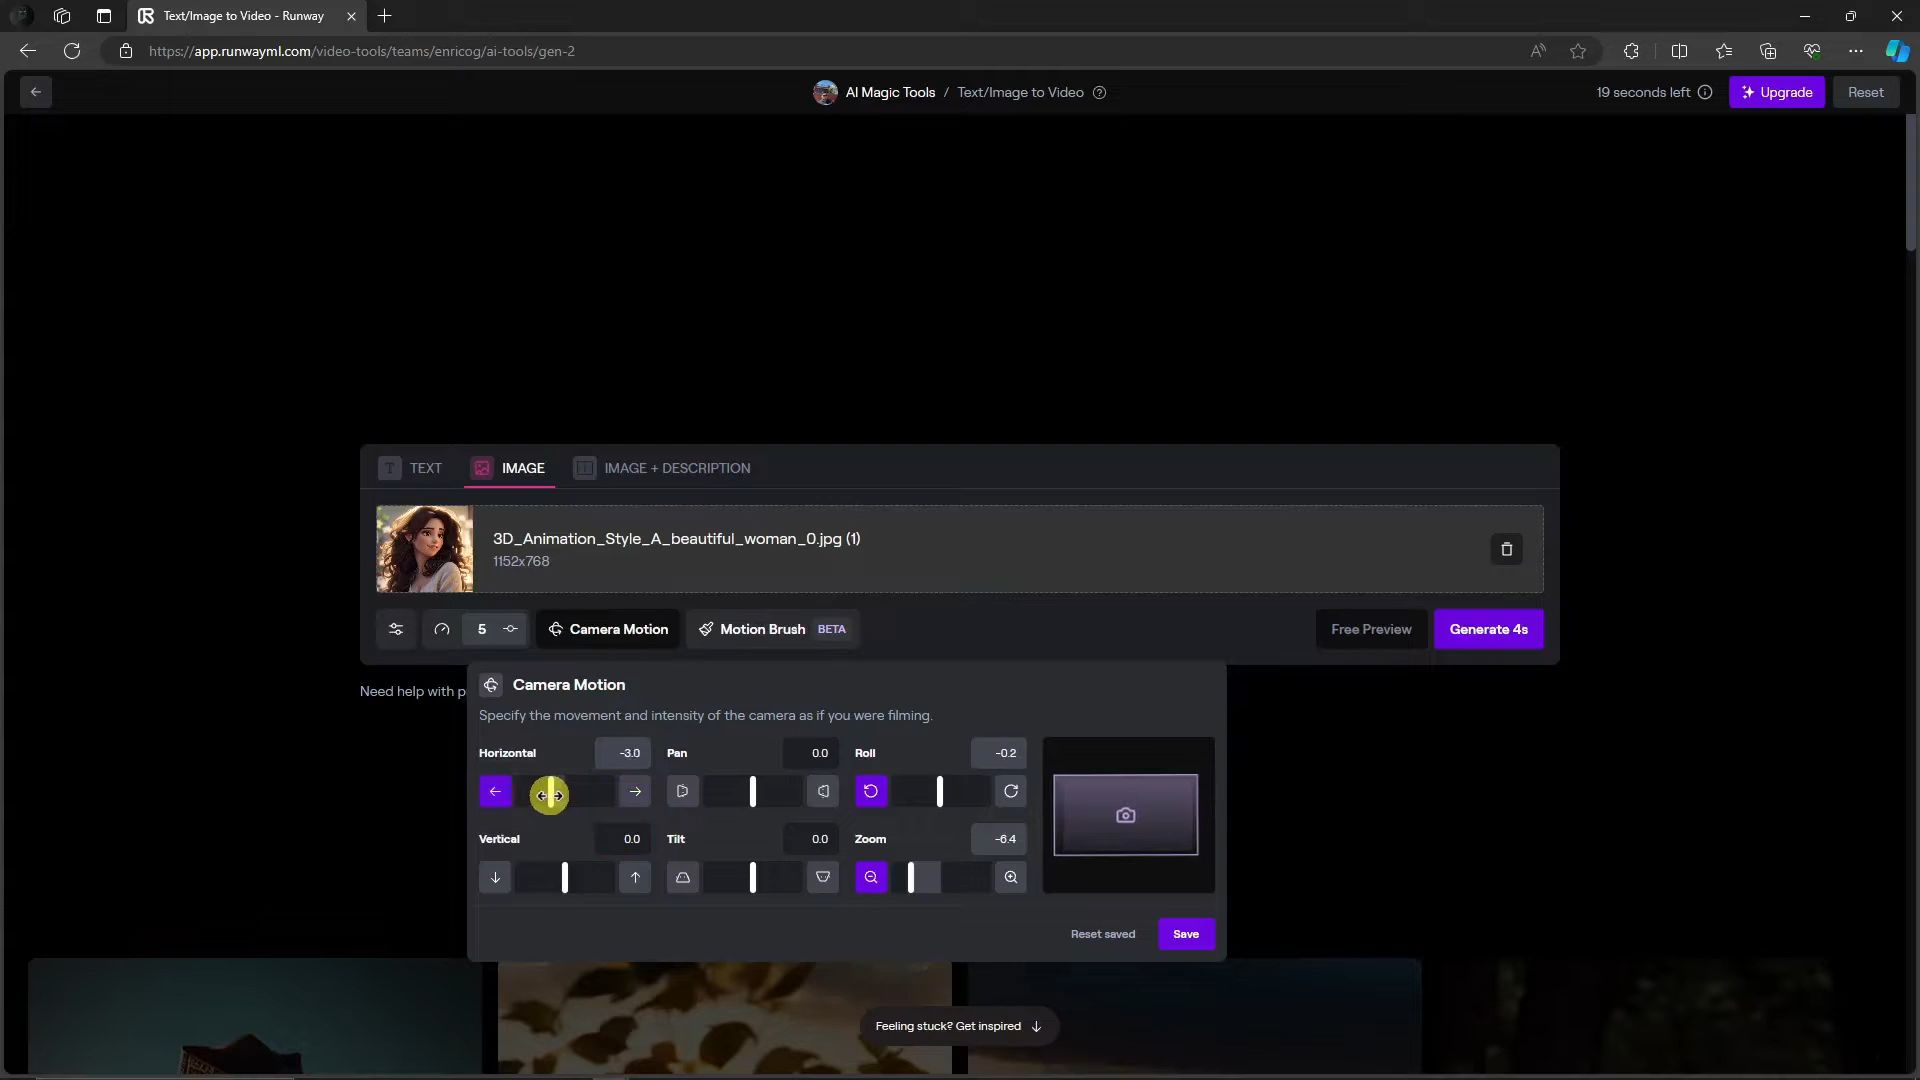 Text/Image to Video - Runway
https://app.runwayml.com/video-tools/teams/enricog/ai-tools/gen-2
AI Magic Tools / Text/Image to Video
19 seconds left
Upgrade
Reset
TEXT
IMAGE
IMAGE + DESCRIPTION
3D_Animation_Style_A_beautiful_woman_0.jpg (1)
1152x768
5
Camera Motion
Motion Brush BETA
Free Preview
Generate 4s
Need help with p
Camera Motion
Specify the movement and intensity of the camera as if you were filming.
Horizontal -3.0
Pan 0.0
Roll -0.2
Vertical 0.0
Tilt 0.0
Zoom -6.4
Reset saved
Save
Feeling stuck? Get inspired